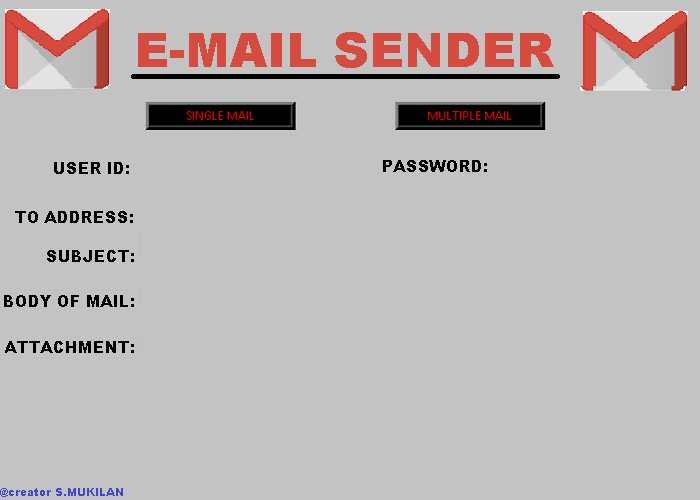 E-MAIL SENDER
SINGLE MAIL
MULTIPLE MAIL
USER ID:
PASSWORD:
TO ADDRESS:
SUBJECT:
BODY OF MAIL:
ATTACHMENT:
@creator S.MUKILAN